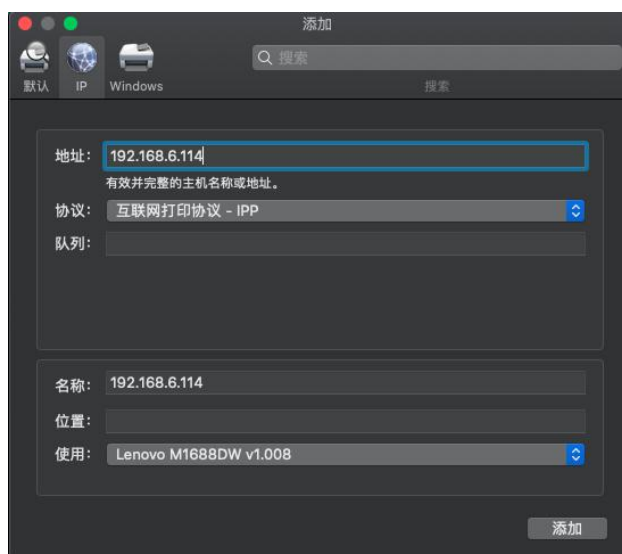 添加
搜索
默认 IP Windows 搜索
地址： 192.168.6.114
有效并完整的主机名称或地址。
协议： 互联网打印协议 - IPP
队列：
名称： 192.168.6.114
位置：
使用： Lenovo M1688DW v1.008
添加